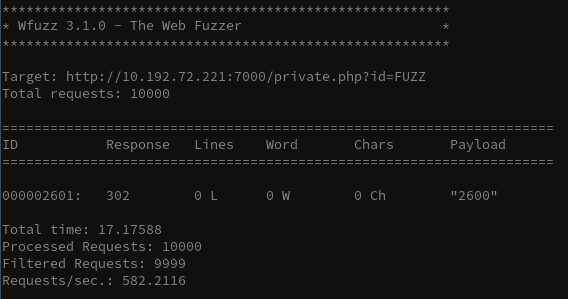 ********************************************************
* Wfuzz 3.1.0 - The Web Fuzzer                         *
********************************************************
Target: http://10.192.72.221:7000/private.php?id=FUZZ
Total requests: 10000
=====================================================================
ID           Response   Lines    Word       Chars       Payload
=====================================================================
000002601:   302        0 L      0 W        0 Ch        "2600"
Total time: 17.17588
Processed Requests: 10000
Filtered Requests: 9999
Requests/sec.: 582.2116